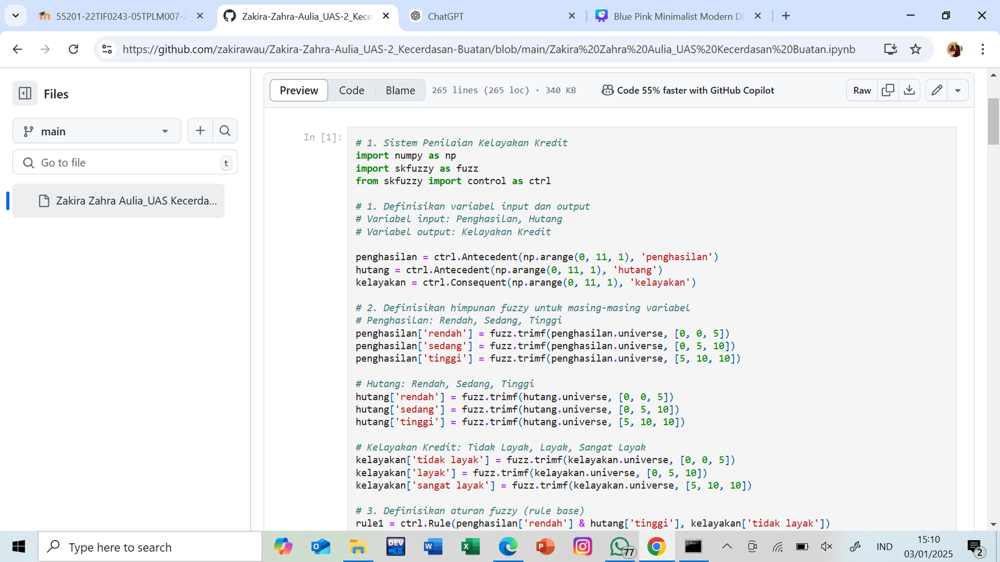 55201-22TIF0243-05TPLM007-2
Zakira-Zahra-Aulia_UAS-2_Kece
ChatGPT
Blue Pink Minimalist Modern Di
https://github.com/zakirawau/Zakira-Zahra-Aulia_UAS-2_Kecerdasan-Buatan/blob/main/Zakira%20Zahra%20Aulia_UAS%20Kecerdasan%20Buatan.ipynb
Files
main
Go to file
t
Zakira Zahra Aulia_UAS Kecerda...
Preview Code Blame 265 lines (265 loc) · 340 KB Code 55% faster with GitHub Copilot Raw
In [1]:
# 1. Sistem Penilaian Kelayakan Kredit
import numpy as np
import skfuzzy as fuzz
from skfuzzy import control as ctrl
# 1. Definisikan variabel input dan output
# Variabel input: Penghasilan, Hutang
# Variabel output: Kelayakan Kredit
penghasilan = ctrl.Antecedent(np.arange(0, 11, 1), 'penghasilan')
hutang = ctrl.Antecedent(np.arange(0, 11, 1), 'hutang')
kelayakan = ctrl.Consequent(np.arange(0, 11, 1), 'kelayakan')
# 2. Definisikan himpunan fuzzy untuk masing-masing variabel
# Penghasilan: Rendah, Sedang, Tinggi
penghasilan['rendah'] = fuzz.trimf(penghasilan.universe, [0, 0, 5])
penghasilan['sedang'] = fuzz.trimf(penghasilan.universe, [0, 5, 10])
penghasilan['tinggi'] = fuzz.trimf(penghasilan.universe, [5, 10, 10])
# Hutang: Rendah, Sedang, Tinggi
hutang['rendah'] = fuzz.trimf(hutang.universe, [0, 0, 5])
hutang['sedang'] = fuzz.trimf(hutang.universe, [0, 5, 10])
hutang['tinggi'] = fuzz.trimf(hutang.universe, [5, 10, 10])
# Kelayakan Kredit: Tidak Layak, Layak, Sangat Layak
kelayakan['tidak layak'] = fuzz.trimf(kelayakan.universe, [0, 0, 5])
kelayakan['layak'] = fuzz.trimf(kelayakan.universe, [0, 5, 10])
kelayakan['sangat layak'] = fuzz.trimf(kelayakan.universe, [5, 10, 10])
# 3. Definisikan aturan fuzzy (rule base)
rule1 = ctrl.Rule(penghasilan['rendah'] & hutang['tinggi'], kelayakan['tidak layak'])
Type here to search
DEV C++
77
IND
15:10
03/01/2025
2